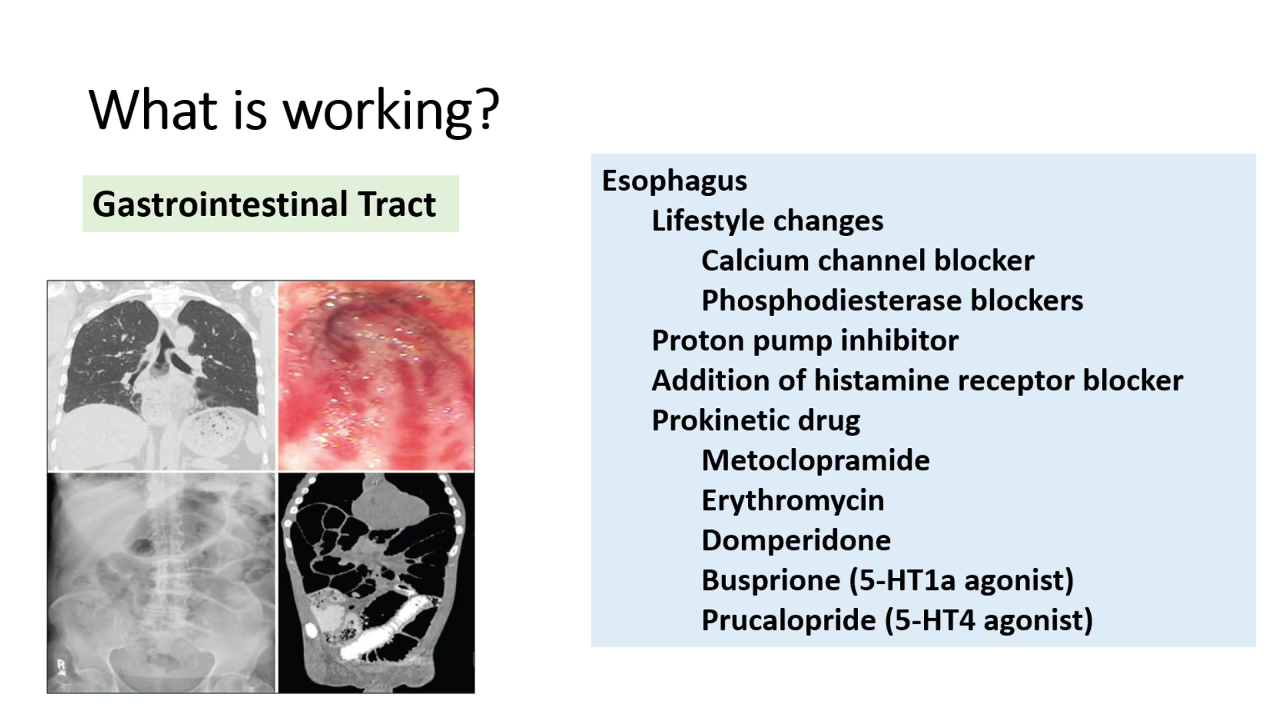 What is working?
Gastrointestinal Tract
Esophagus
Lifestyle changes
Calcium channel blocker
Phosphodiesterase blockers
Proton pump inhibitor
Addition of histamine receptor blocker
Prokinetic drug
Metoclopramide
Erythromycin
Domperidone
Busprione (5-HT1a agonist)
Prucalopride (5-HT4 agonist)
R